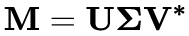 𝐌 = 𝐔𝚺𝐕*